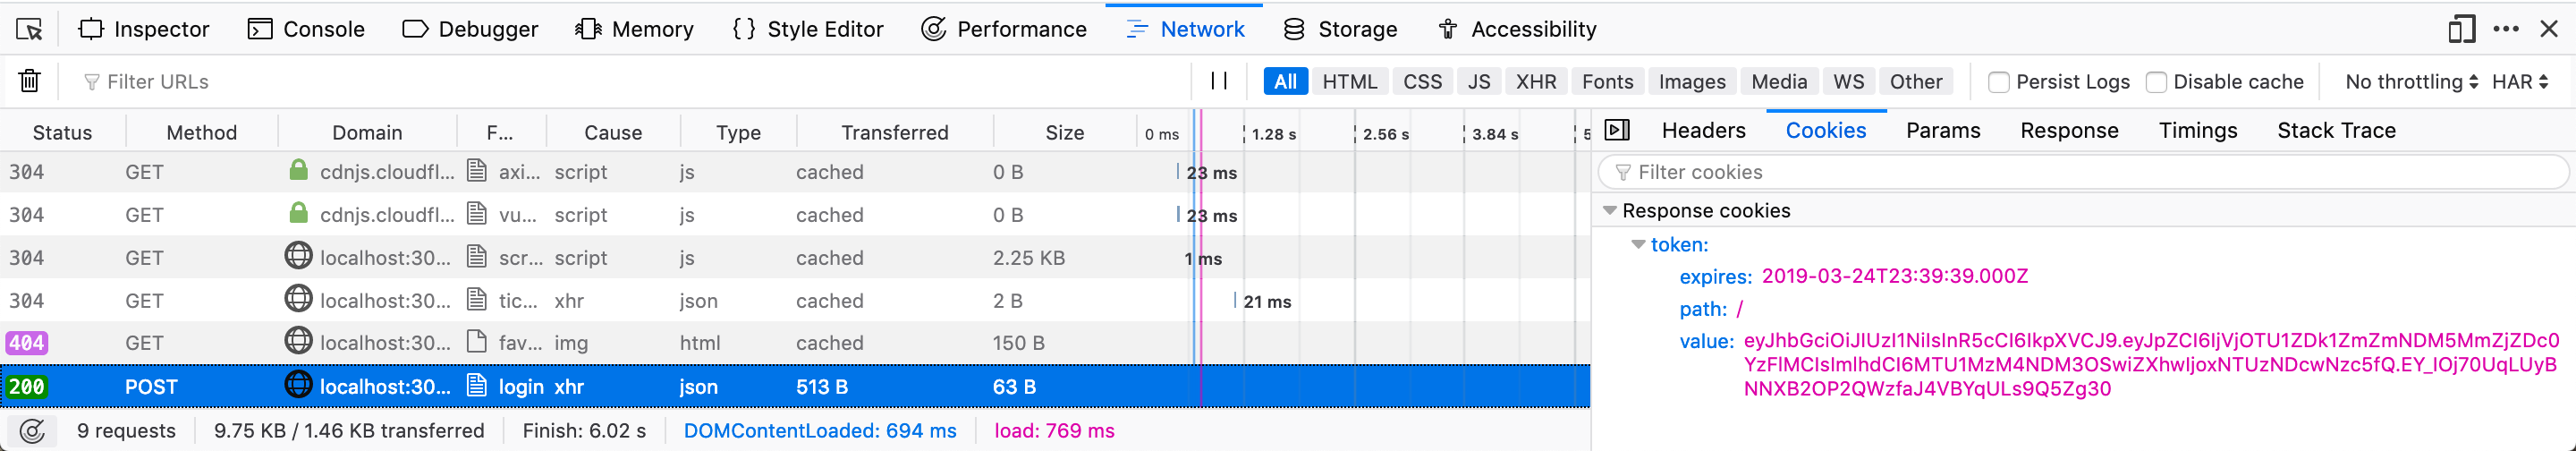 Inspector Console Debugger Memory Style Editor Performance Network Storage Accessibility
Filter URLs All HTML CSS JS XHR Fonts Images Media WS Other Persist Logs Disable cache No throttling HAR
Status Method Domain F... Cause Type Transferred Size 0 ms 1.28 s 2.56 s 3.84 s 5
304 GET cdnjs.cloudfl... axi... script js cached 0 B 23 ms
304 GET cdnjs.cloudfl... vu... script js cached 0 B 23 ms
304 GET localhost:30... scr... script js cached 2.25 KB 1 ms
304 GET localhost:30... tic... xhr json cached 2 B 21 ms
404 GET localhost:30... fav... img html cached 150 B
200 POST localhost:30... login xhr json 513 B 63 B
9 requests 9.75 KB / 1.46 KB transferred Finish: 6.02 s DOMContentLoaded: 694 ms load: 769 ms
Headers Cookies Params Response Timings Stack Trace
Filter cookies
Response cookies
token:
expires: 2019-03-24T23:39:39.000Z
path: /
value: eyJhbGciOiJIUzI1NiIsInR5cCI6IkpXVCJ9.eyJpZCI6IjVjOTU1ZDk1ZmZmNDM5MmZjZDc0
YzFlMCIsImlhdCI6MTU1MzM4NDM3OSwiZXhwIjoxNTUzNDcwNzc5fQ.EY_IOj70UqLUyB
NNXB2OP2QWzfaJ4VBYqULs9Q5Zg30